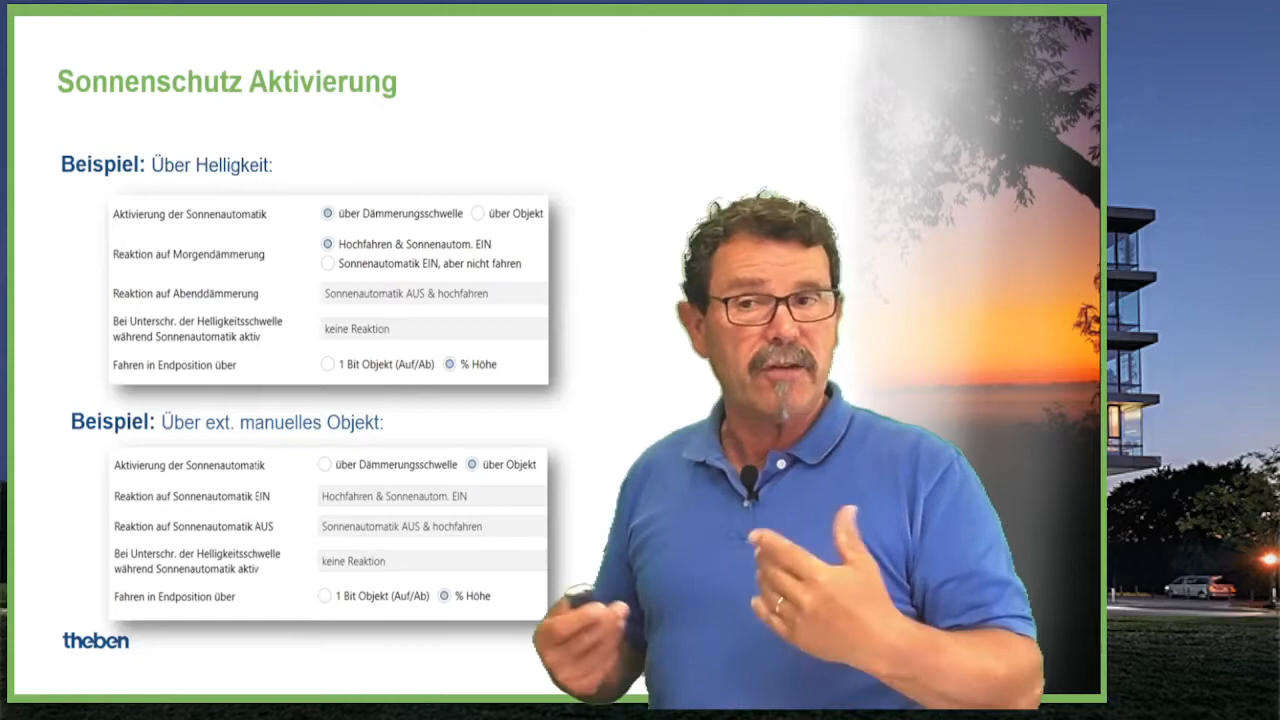 Sonnenschutz Aktivierung
Beispiel: Über Helligkeit:
Aktivierung der Sonnenautomatik
über Dämmerungsschwelle
über Objekt
Reaktion auf Morgendämmerung
Hochfahren & Sonnenautom. EIN
Sonnenautomatik EIN, aber nicht fahren
Reaktion auf Abenddämmerung
Sonnenautomatik AUS & hochfahren
Bei Unterschr. der Helligkeitsschwelle
während Sonnenautomatik aktiv
keine Reaktion
Fahren in Endposition über
1 Bit Objekt (Auf/Ab)
% Höhe
Beispiel: Über ext. manuelles Objekt:
Aktivierung der Sonnenautomatik
über Dämmerungsschwelle
über Objekt
Reaktion auf Sonnenautomatik EIN
Hochfahren & Sonnenautom. EIN
Reaktion auf Sonnenautomatik AUS
Sonnenautomatik AUS & hochfahren
Bei Unterschr. der Helligkeitsschwelle
während Sonnenautomatik aktiv
keine Reaktion
Fahren in Endposition über
1 Bit Objekt (Auf/Ab)
% Höhe
theben